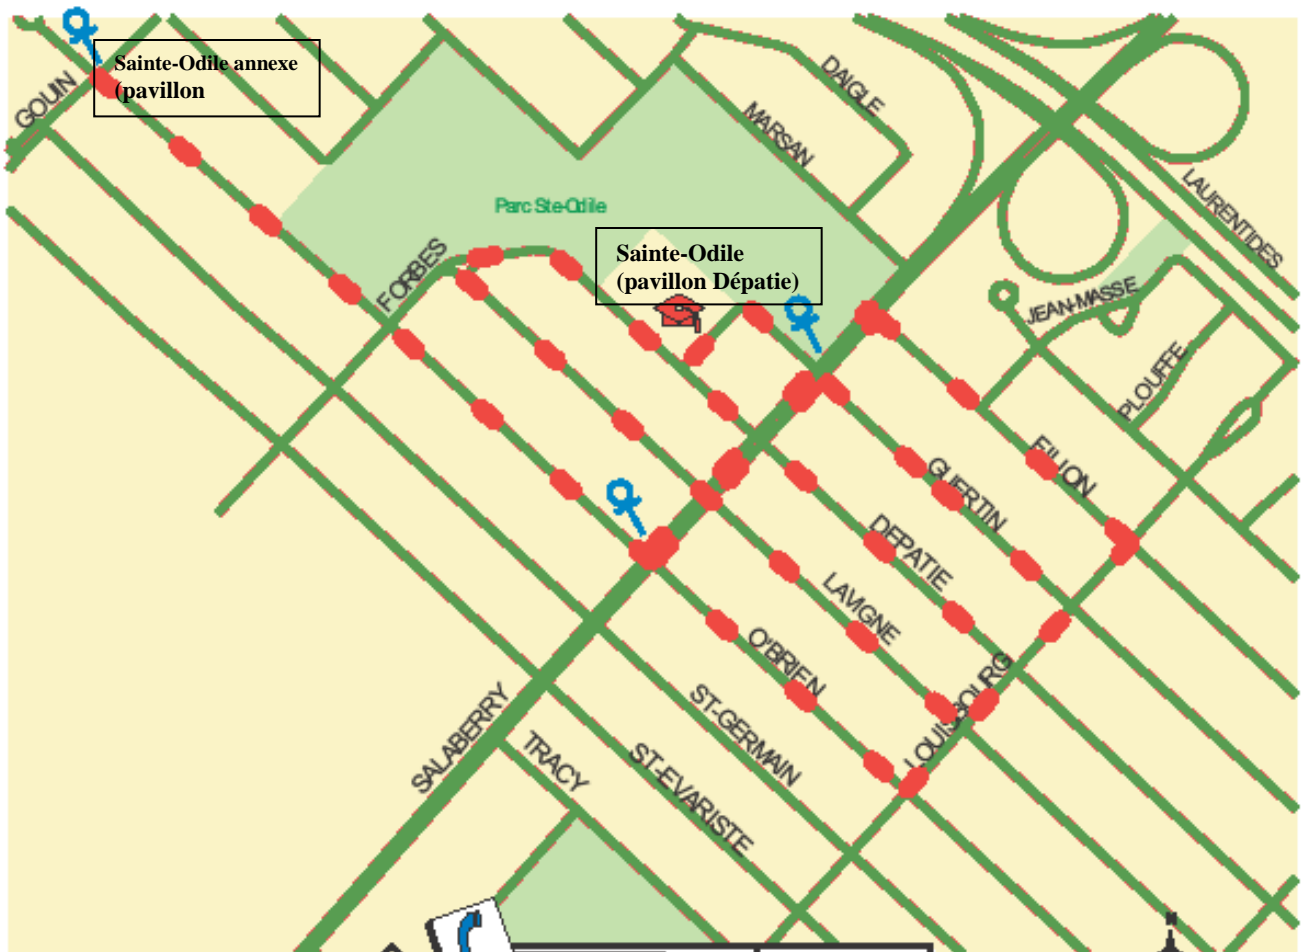 Sainte-Odile annexe
(pavillon
GOUIN
DAIGLE
MARSAN
LAURENTIDES
Parc Ste-Odile
Sainte-Odile
(pavillon Dépatie)
FORBES
JEAN-MASSE
PLOUFFE
FILION
GUERTIN
DEPATIE
LAVIGNE
O'BRIEN
LOUISBOURG
ST-GERMAIN
SALABERRY
TRACY
ST-EVARISTE
N